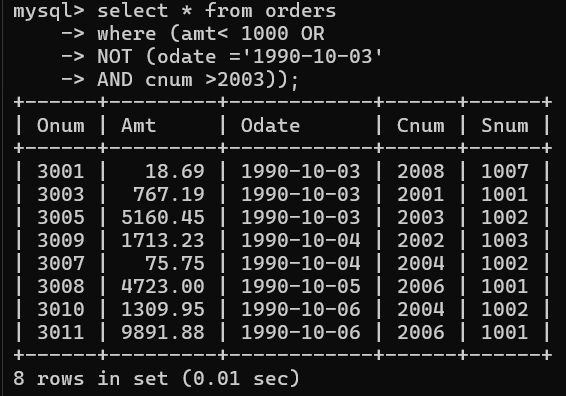 mysql> select * from orders
    -> where (amt< 1000 OR
    -> NOT (odate ='1990-10-03'
    -> AND cnum >2003));
+------+---------+------------+------+------+
| Onum | Amt     | Odate      | Cnum | Snum |
+------+---------+------------+------+------+
| 3001 |   18.69 | 1990-10-03 | 2008 | 1007 |
| 3003 |  767.19 | 1990-10-03 | 2001 | 1001 |
| 3005 | 5160.45 | 1990-10-03 | 2003 | 1002 |
| 3009 | 1713.23 | 1990-10-04 | 2002 | 1003 |
| 3007 |   75.75 | 1990-10-04 | 2004 | 1002 |
| 3008 | 4723.00 | 1990-10-05 | 2006 | 1001 |
| 3010 | 1309.95 | 1990-10-06 | 2004 | 1002 |
| 3011 | 9891.88 | 1990-10-06 | 2006 | 1001 |
+------+---------+------------+------+------+
8 rows in set (0.01 sec)